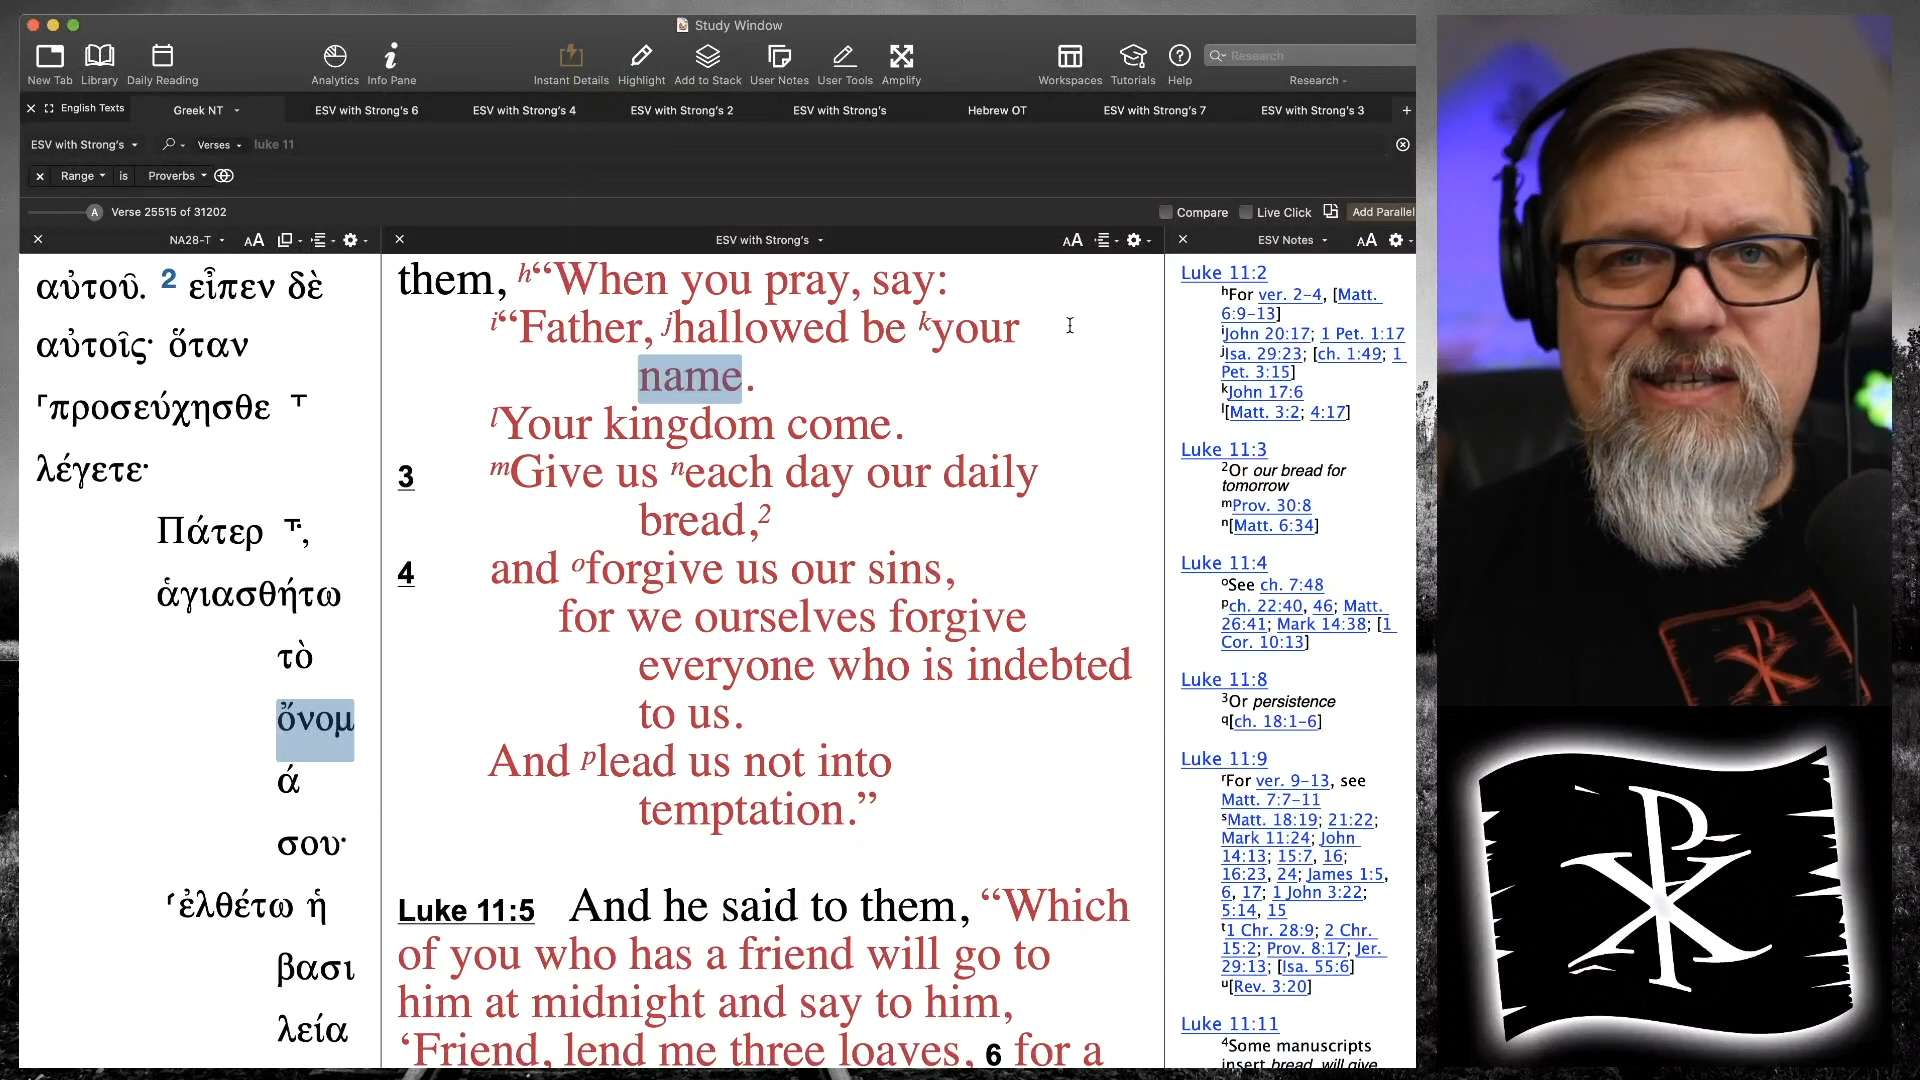 Study Window
New Tab Library Daily Reading Analytics Info Pane Instant Details Highlight Add to Stack User Notes User Tools Amplify Workspaces Tutorials Help Research
Research
English Texts Greek NT ESV with Strong's 6 ESV with Strong's 4 ESV with Strong's 2 ESV with Strong's Hebrew OT ESV with Strong's 7 ESV with Strong's 3 +
ESV with Strong's Verses luke 11
Range is Proverbs
A Verse 25515 of 31202 Compare Live Click Add Parallel
NA28-T AA ESV with Strong's AA ESV Notes AA
αὐτοῦ. 2 εἶπεν δὲ
αὐτοῖς· ὅταν
⸀προσεύχησθε ⸆
λέγετε·
Πάτερ ⸆,
ἁγιασθήτω
τὸ
ὄνομ
ά
σου·
⸂ἐλθέτω ἡ
βασι
λεία
them, h“When you pray, say:
i“Father, jhallowed be kyour
name.
lYour kingdom come.
3 mGive us neach day our daily
bread,2
4 and oforgive us our sins,
for we ourselves forgive
everyone who is indebted
to us.
And plead us not into
temptation.”
Luke 11:5 And he said to them, “Which
of you who has a friend will go to
him at midnight and say to him,
‘Friend, lend me three loaves, 6 for a
Luke 11:2
hFor ver. 2–4, [Matt.
6:9–13]
iJohn 20:17; 1 Pet. 1:17
jIsa. 29:23; [ch. 1:49; 1
Pet. 3:15]
kJohn 17:6
l[Matt. 3:2; 4:17]
Luke 11:3
2Or our bread for
tomorrow
mProv. 30:8
n[Matt. 6:34]
Luke 11:4
oSee ch. 7:48
pch. 22:40, 46; Matt.
26:41; Mark 14:38; [1
Cor. 10:13]
Luke 11:8
3Or persistence
q[ch. 18:1–6]
Luke 11:9
rFor ver. 9–13, see
Matt. 7:7–11
sMatt. 18:19; 21:22;
Mark 11:24; John
14:13; 15:7, 16;
16:23, 24; James 1:5,
6, 17; 1 John 3:22;
5:14, 15
t1 Chr. 28:9; 2 Chr.
15:2; Prov. 8:17; Jer.
29:13; [Isa. 55:6]
u[Rev. 3:20]
Luke 11:11
4Some manuscripts
insert bread, will give